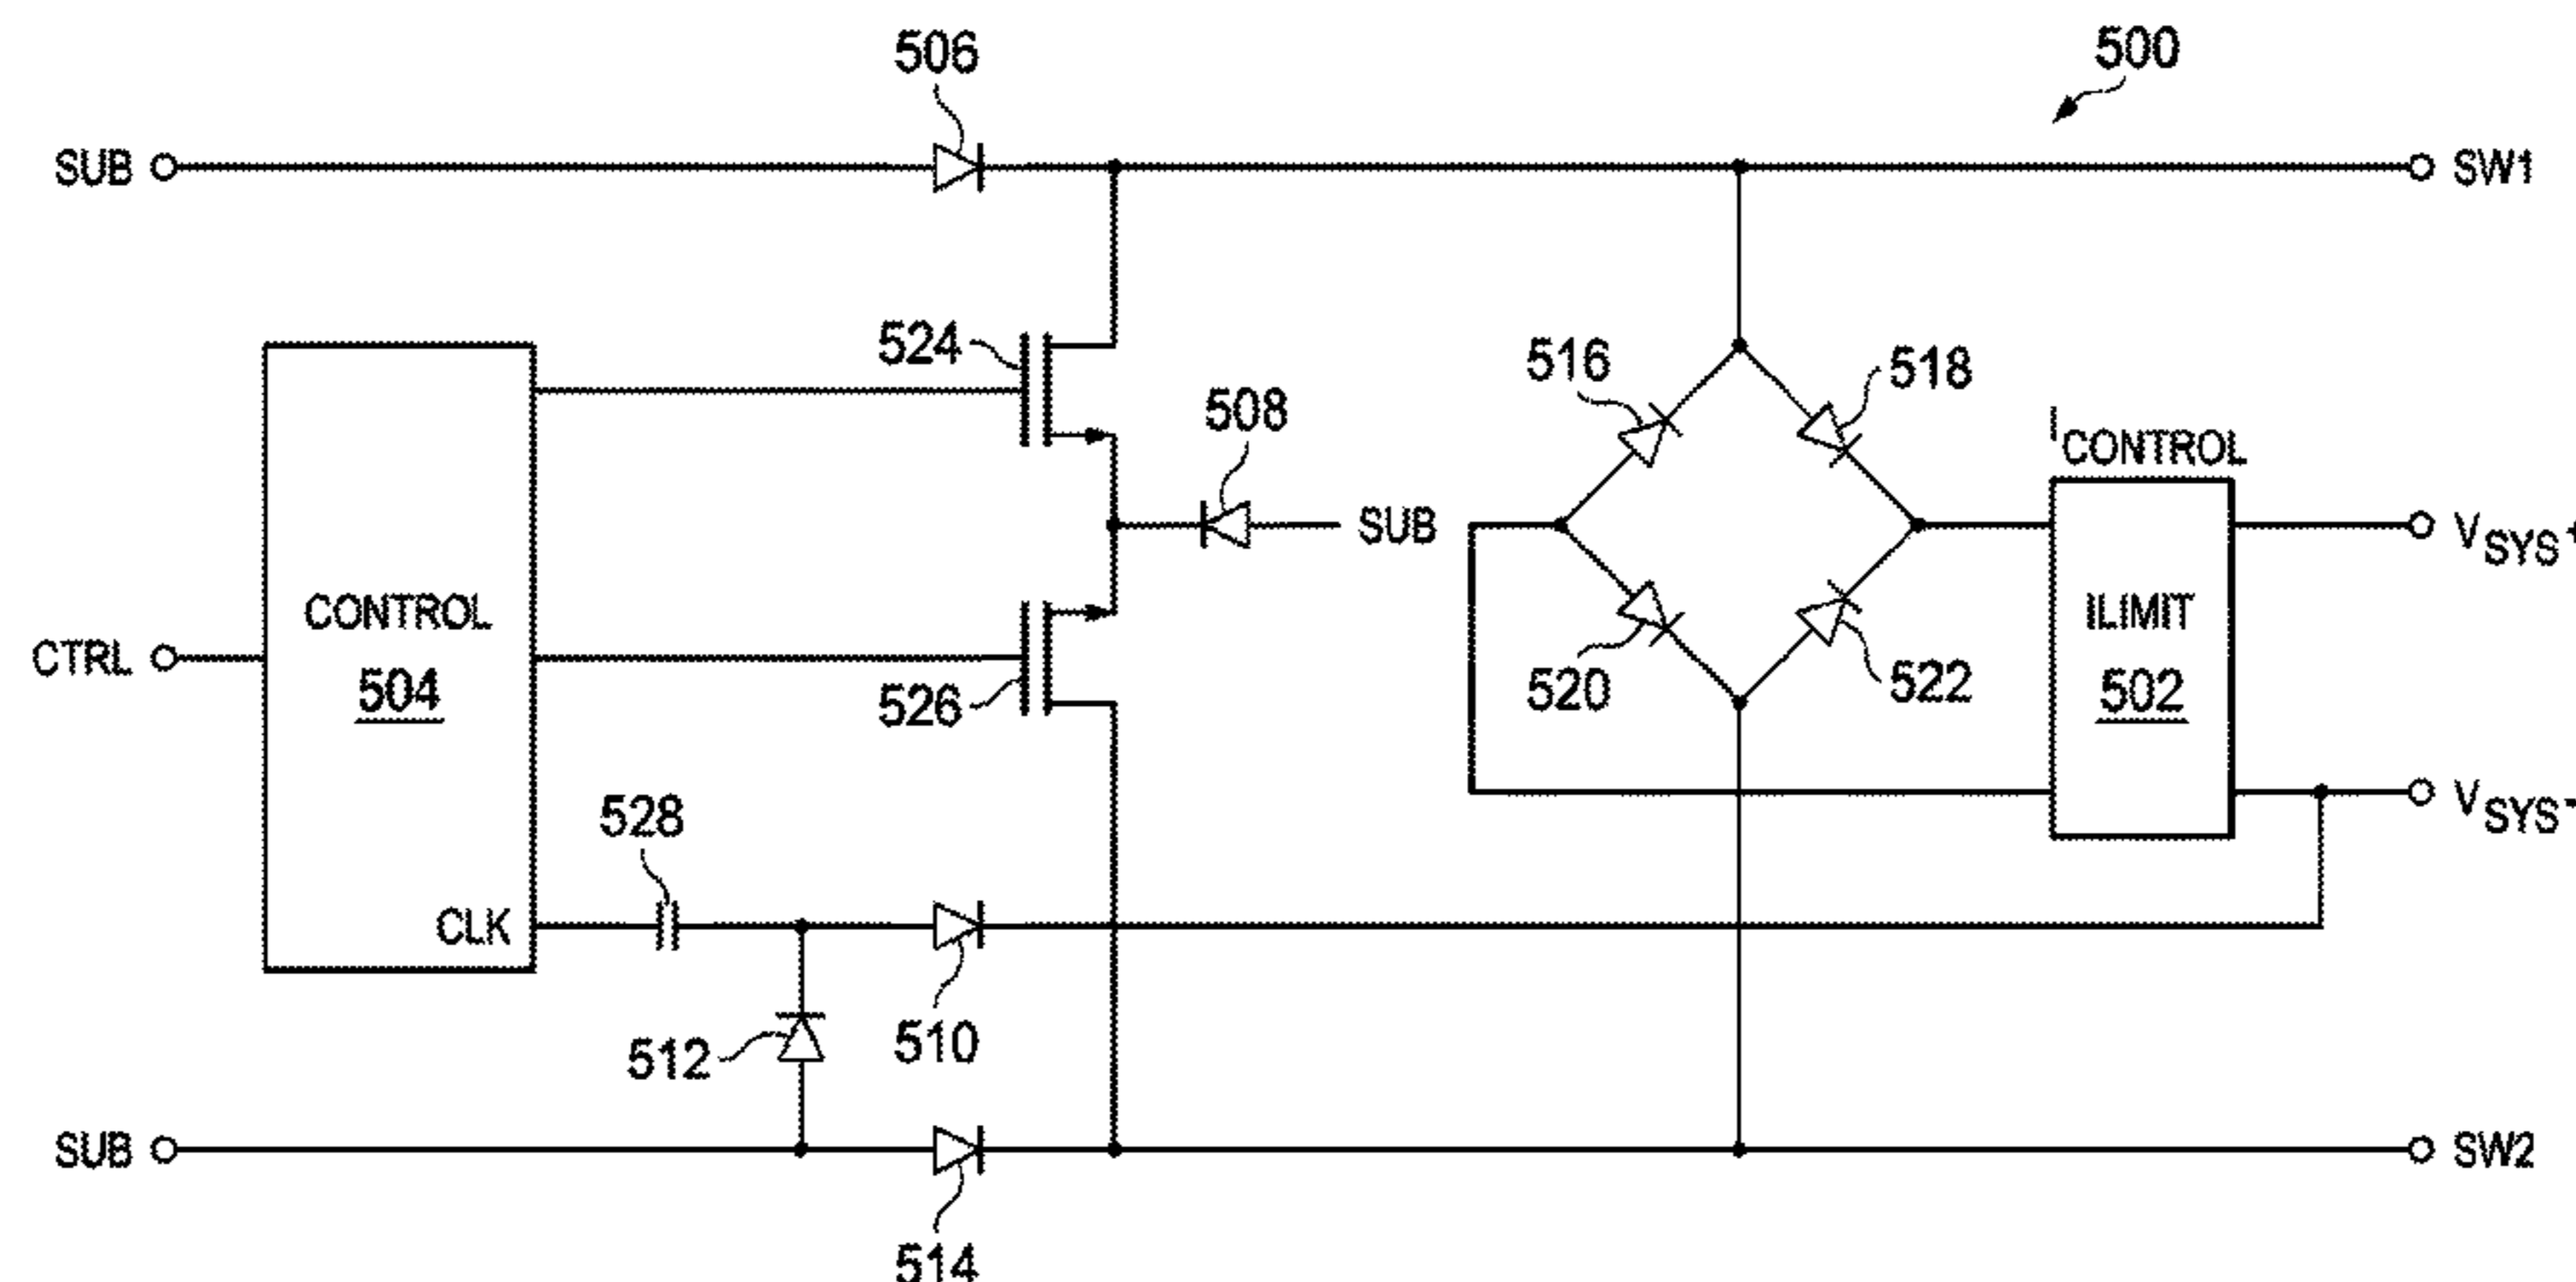 506
500
SUB
SW1
524
508
516
518
I CONTROL
SUB
VSYS+
CONTROL
504
CTRL
526
520
522
ILIMIT
502
VSYS-
528
CLK
512
510
SUB
SW2
514